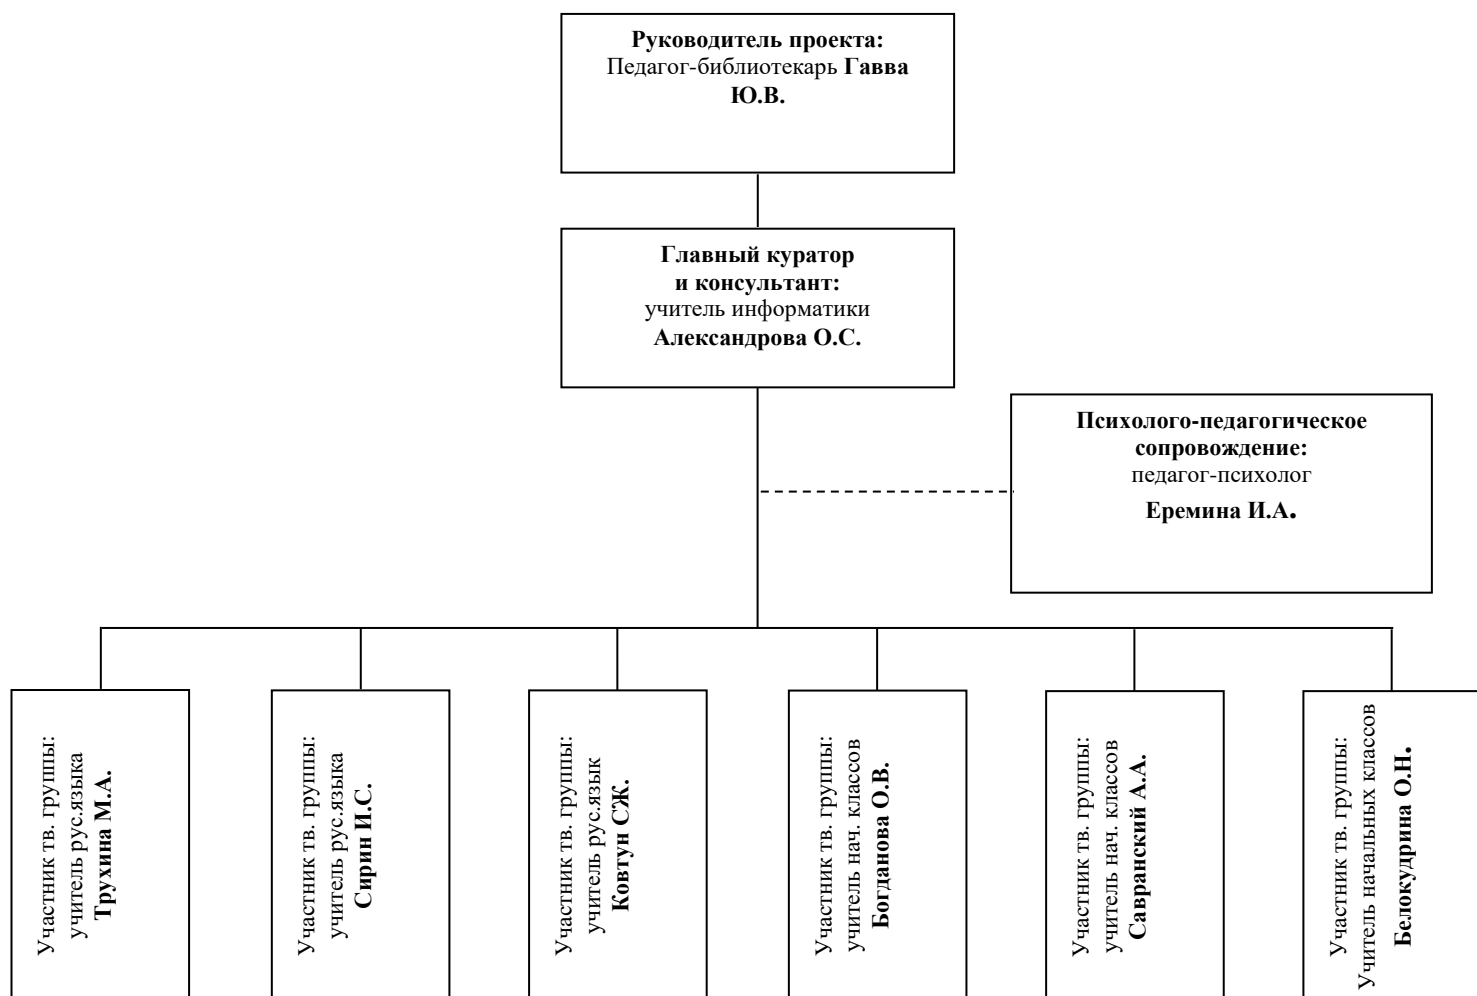 Руководитель проекта:
Педагог-библиотекарь Гавва
Ю.В.
Главный куратор
и консультант:
учитель информатики
Александрова О.С.
Психолого-педагогическое
сопровождение:
педагог-психолог
Еремина И.А.
Участник тв. группы:
учитель рус.языка
Трухина М.А.
Участник тв. группы:
учитель рус.языка
Сирин И.С.
Участник тв. группы:
учитель рус.язык
Ковтун СЖ.
Участник тв. группы:
учитель нач. классов
Богданова О.В.
Участник тв. группы:
учитель нач. классов
Савранский А.А.
Участник тв. группы:
Учитель начальных классов
Белокудрина О.Н.